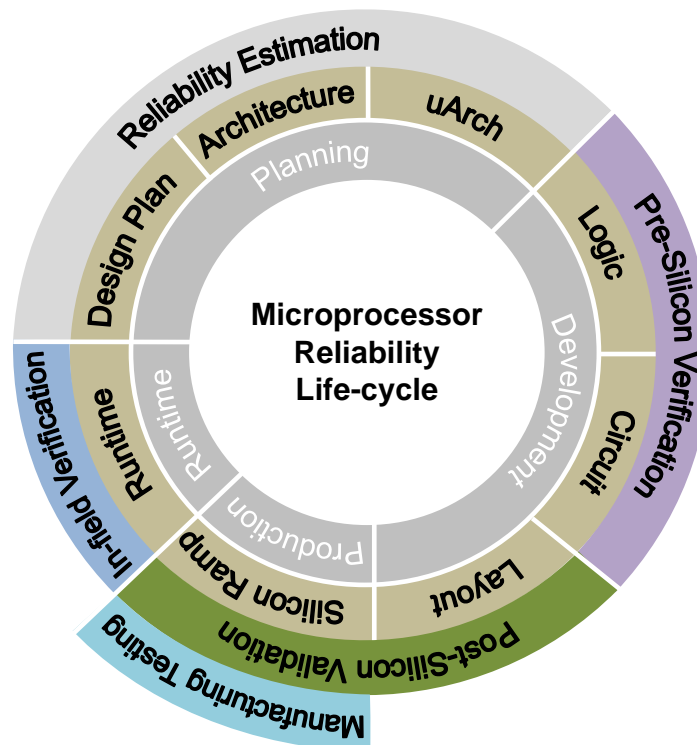 Reliability Estimation
Design Plan
Architecture
uArch
Planning
Pre-Silicon Verification
Logic
Circuit
Development
Microprocessor
Reliability
Life-cycle
Runtime
Runtime
In-field Verification
Production
Silicon Ramp
Layout
Post-Silicon Validation
Manufacturing Testing